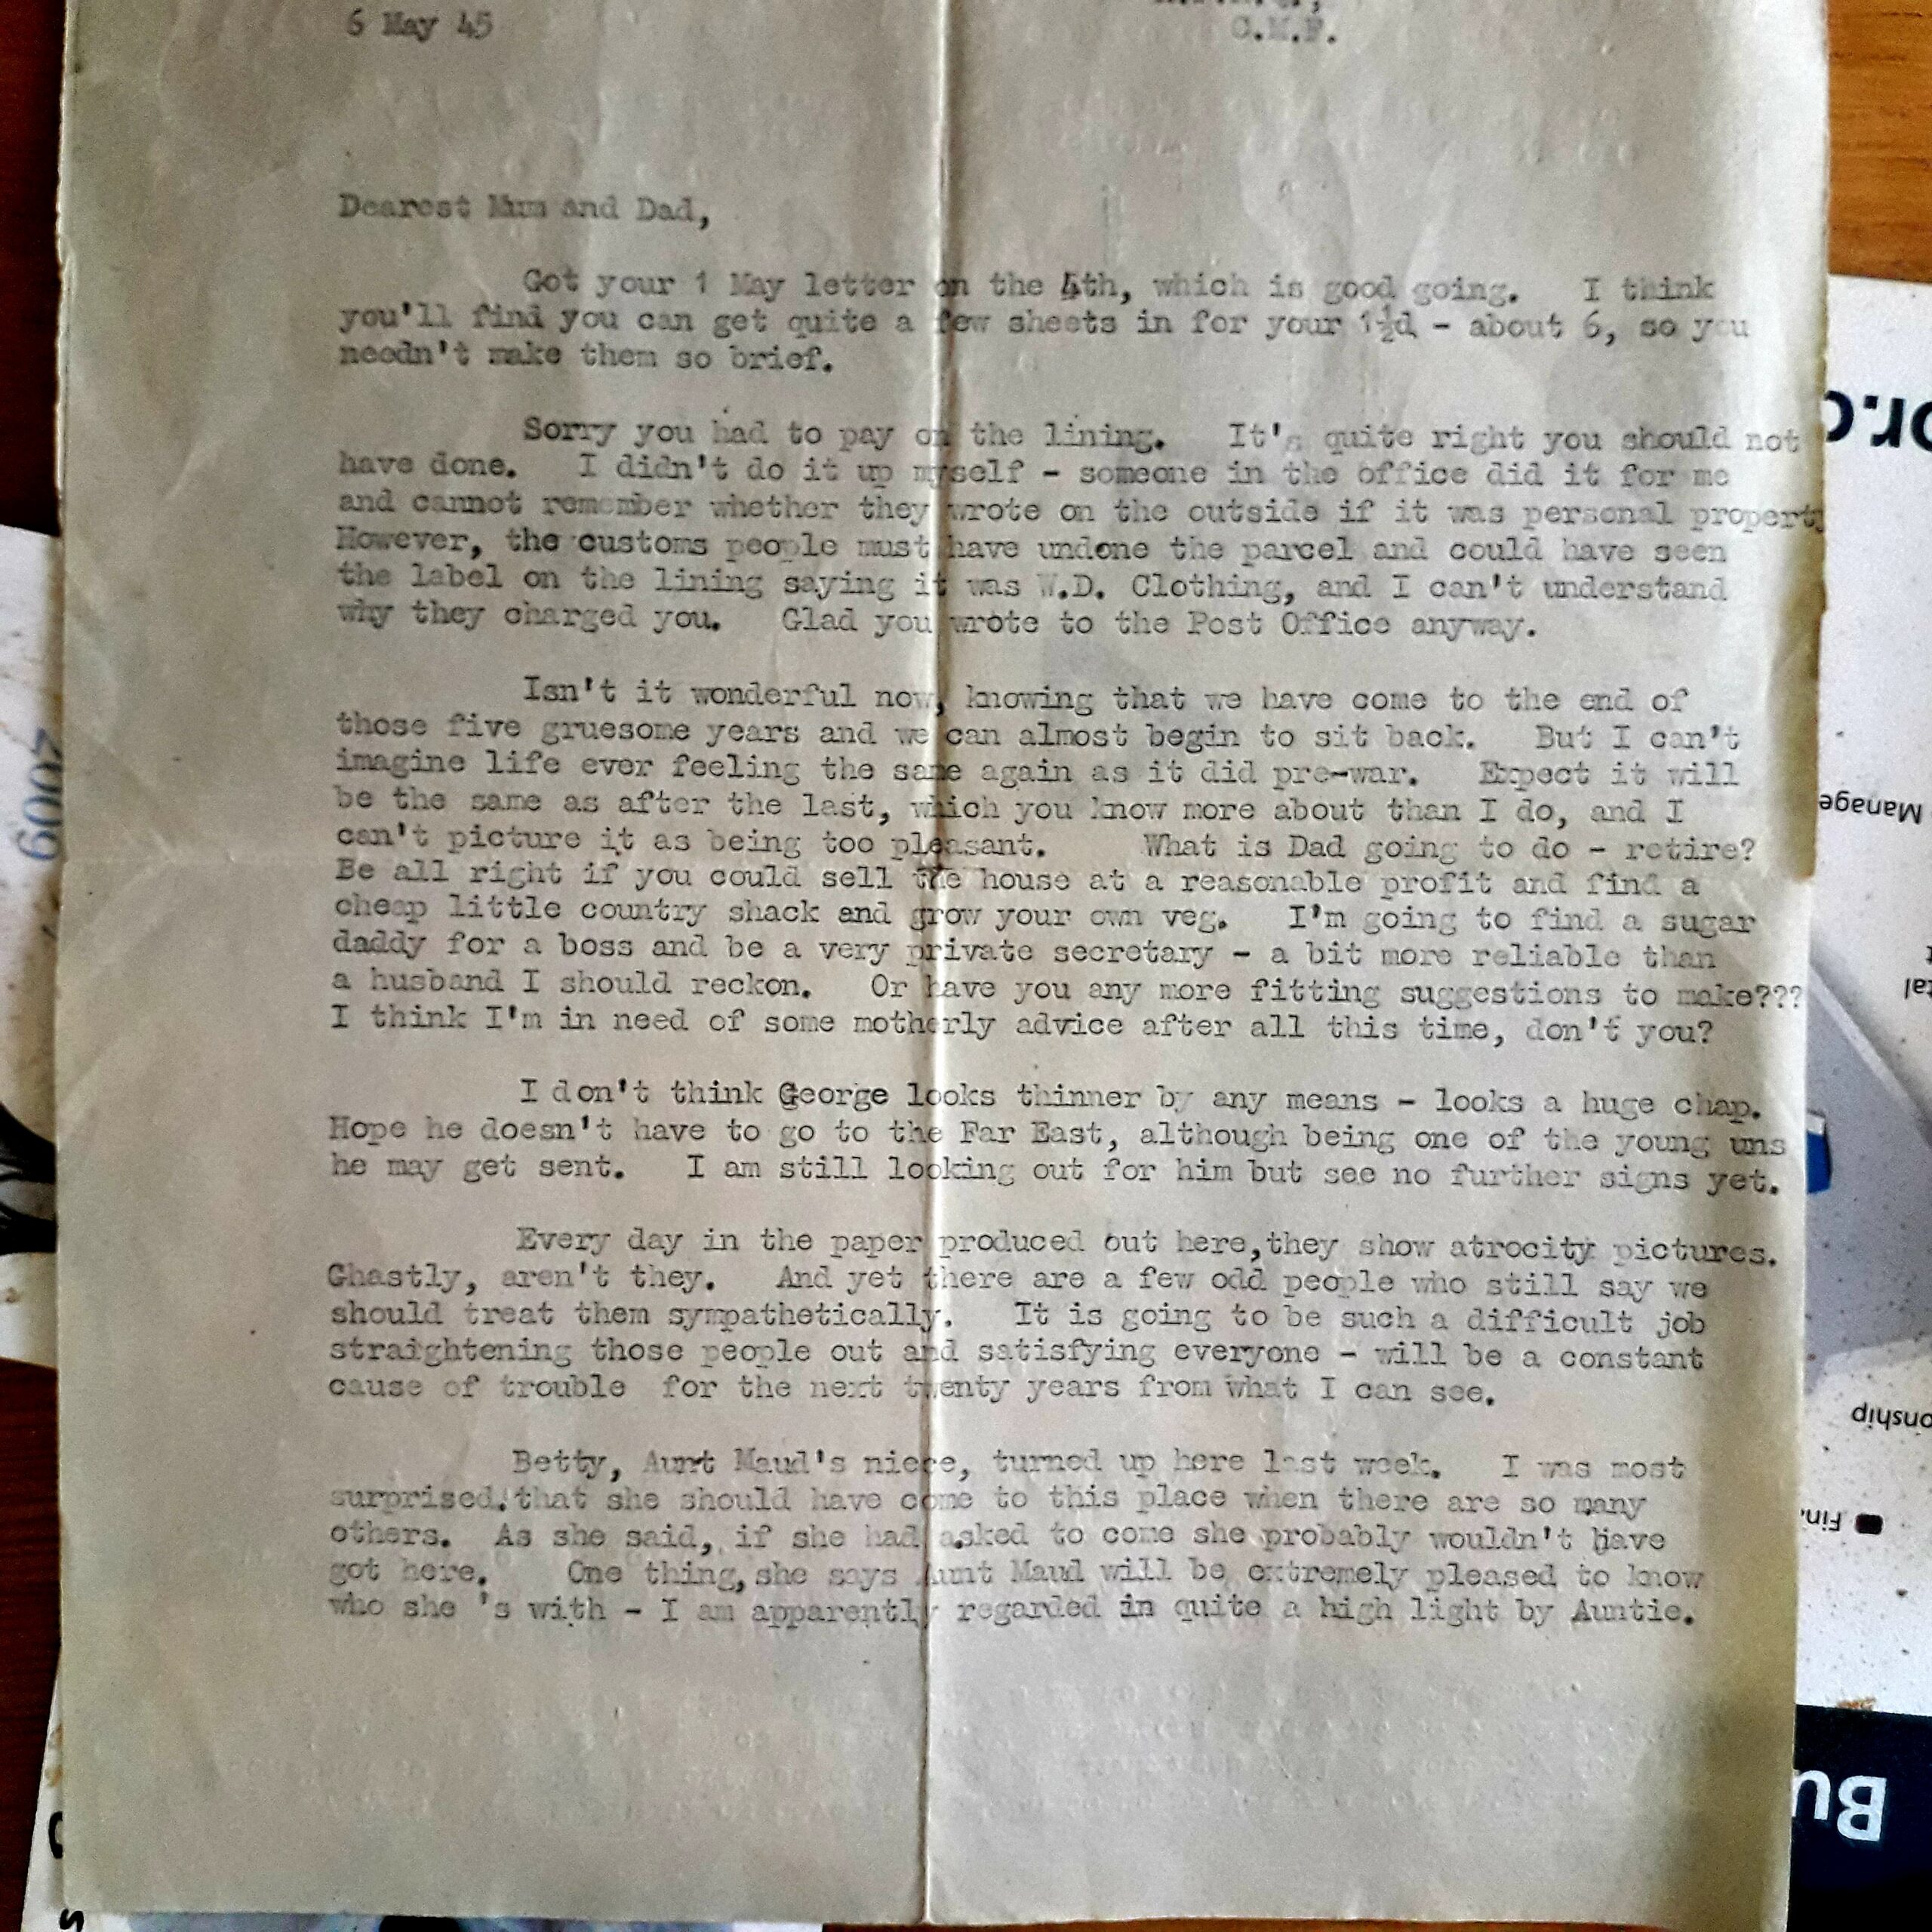 6 May 45
C.M.F.
Dearest Mum and Dad,
Got your 1 May letter on the 4th, which is good going. I think
you'll find you can get quite a few sheets in for your 1½d - about 6, so you
needn't make them so brief.
Sorry you had to pay on the lining. It's quite right you should not
have done. I didn't do it up myself - someone in the office did it for me
and cannot remember whether they wrote on the outside if it was personal property
However, the customs people must have undone the parcel and could have seen
the label on the lining saying it was W.D. Clothing, and I can't understand
why they charged you. Glad you wrote to the Post Office anyway.
Isn't it wonderful now, knowing that we have come to the end of
those five gruesome years and we can almost begin to sit back. But I can't
imagine life ever feeling the same again as it did pre-war. Expect it will
be the same as after the last, which you know more about than I do, and I
can't picture it as being too pleasant. What is Dad going to do - retire?
Be all right if you could sell the house at a reasonable profit and find a
cheap little country shack and grow your own veg. I'm going to find a sugar
daddy for a boss and be a very private secretary - a bit more reliable than
a husband I should reckon. Or have you any more fitting suggestions to make???
I think I'm in need of some motherly advice after all this time, don't you?
I don't think George looks thinner by any means - looks a huge chap.
Hope he doesn't have to go to the Far East, although being one of the young uns
he may get sent. I am still looking out for him but see no further signs yet.
Every day in the paper produced out here,they show atrocity pictures.
Ghastly, aren't they. And yet there are a few odd people who still say we
should treat them sympathetically. It is going to be such a difficult job
straightening those people out and satisfying everyone - will be a constant
cause of trouble for the next twenty years from what I can see.
Betty, Aunt Maud's niece, turned up here last week. I was most
surprised that she should have come to this place when there are so many
others. As she said, if she had asked to come she probably wouldn't have
got here. One thing,she says Aunt Maud will be extremely pleased to know
who she 's with - I am apparently regarded in quite a high light by Auntie.
60007
or.c
Manage
tal
onship
Fin
Bu